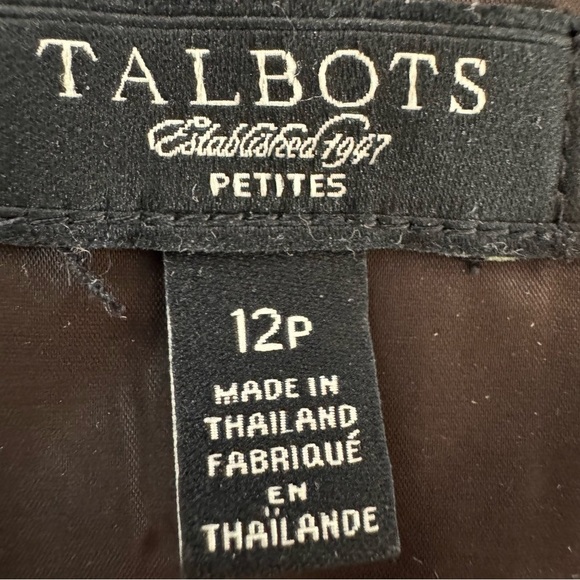 TALBOTS
Established 1947
PETITES
12P
MADE IN
THAILAND
FABRIQUÉ
EN
THAÏLANDE